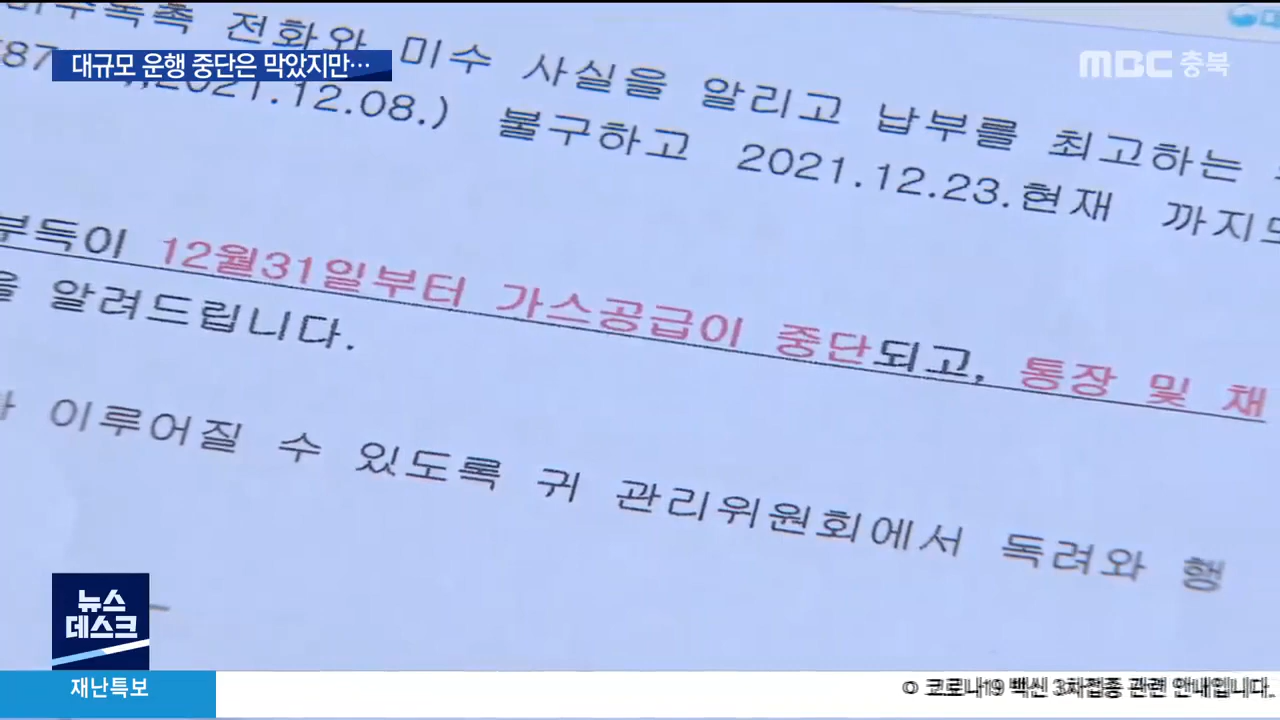 전화와 미수 사실을 알리고 납부를 최고하는
대규모 운행 중단은 막았지만…
MBC 충북
2021.12.08.) 불구하고 2021.12.23.현재 까지도
부득이 12월31일부터 가스공급이 중단되고, 통장 및 채
을 알려드립니다.
이루어질 수 있도록 귀 관리위원회에서 독려와 행
뉴스
데스크
재난특보
ㅇ 코로나19 백신 3차접종 관련 안내입니다.